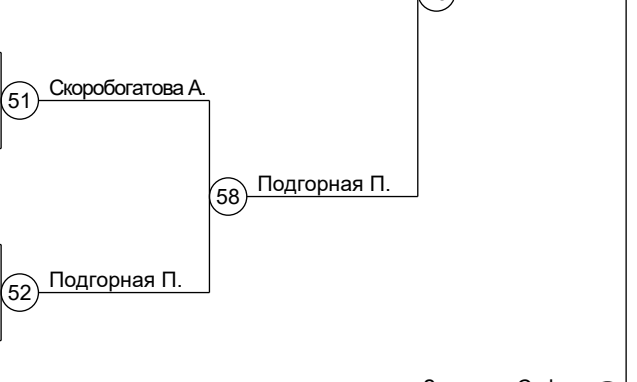 51 Скоробогатова А.
58 Подгорная П.
52 Подгорная П.